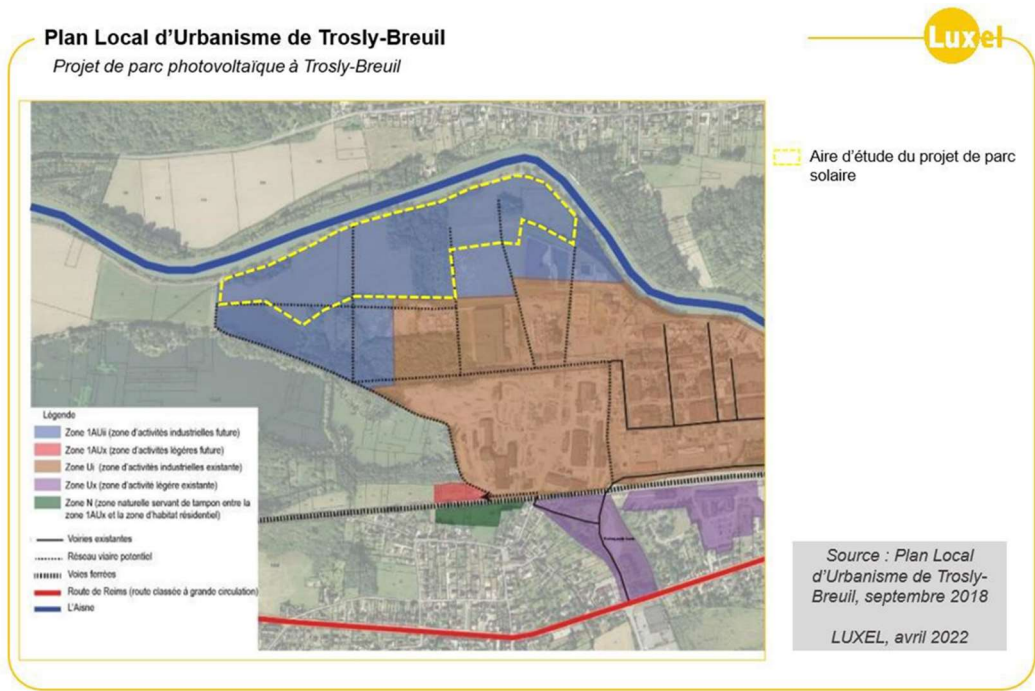 Plan Local d'Urbanisme de Trosly-Breuil
Projet de parc photovoltaïque à Trosly-Breuil
Luxel
Aire d'étude du projet de parc
solaire
Légende
Zone 1AUii (zone d'activités industrielles future)
Zone 1AUx (zone d'activités légères future)
Zone Ui (zone d'activités industrielles existante)
Zone Ux (zone d'activité légère existante)
Zone N (zone naturelle servant de tampon entre la
zone 1AUx et la zone d'habitat résidentiel)
Voiries existantes
Réseau viaire potentiel
Voies ferrées
Route de Reims (route classée à grande circulation)
L'Aisne
Source : Plan Local
d'Urbanisme de Trosly-
Breuil, septembre 2018
LUXEL, avril 2022